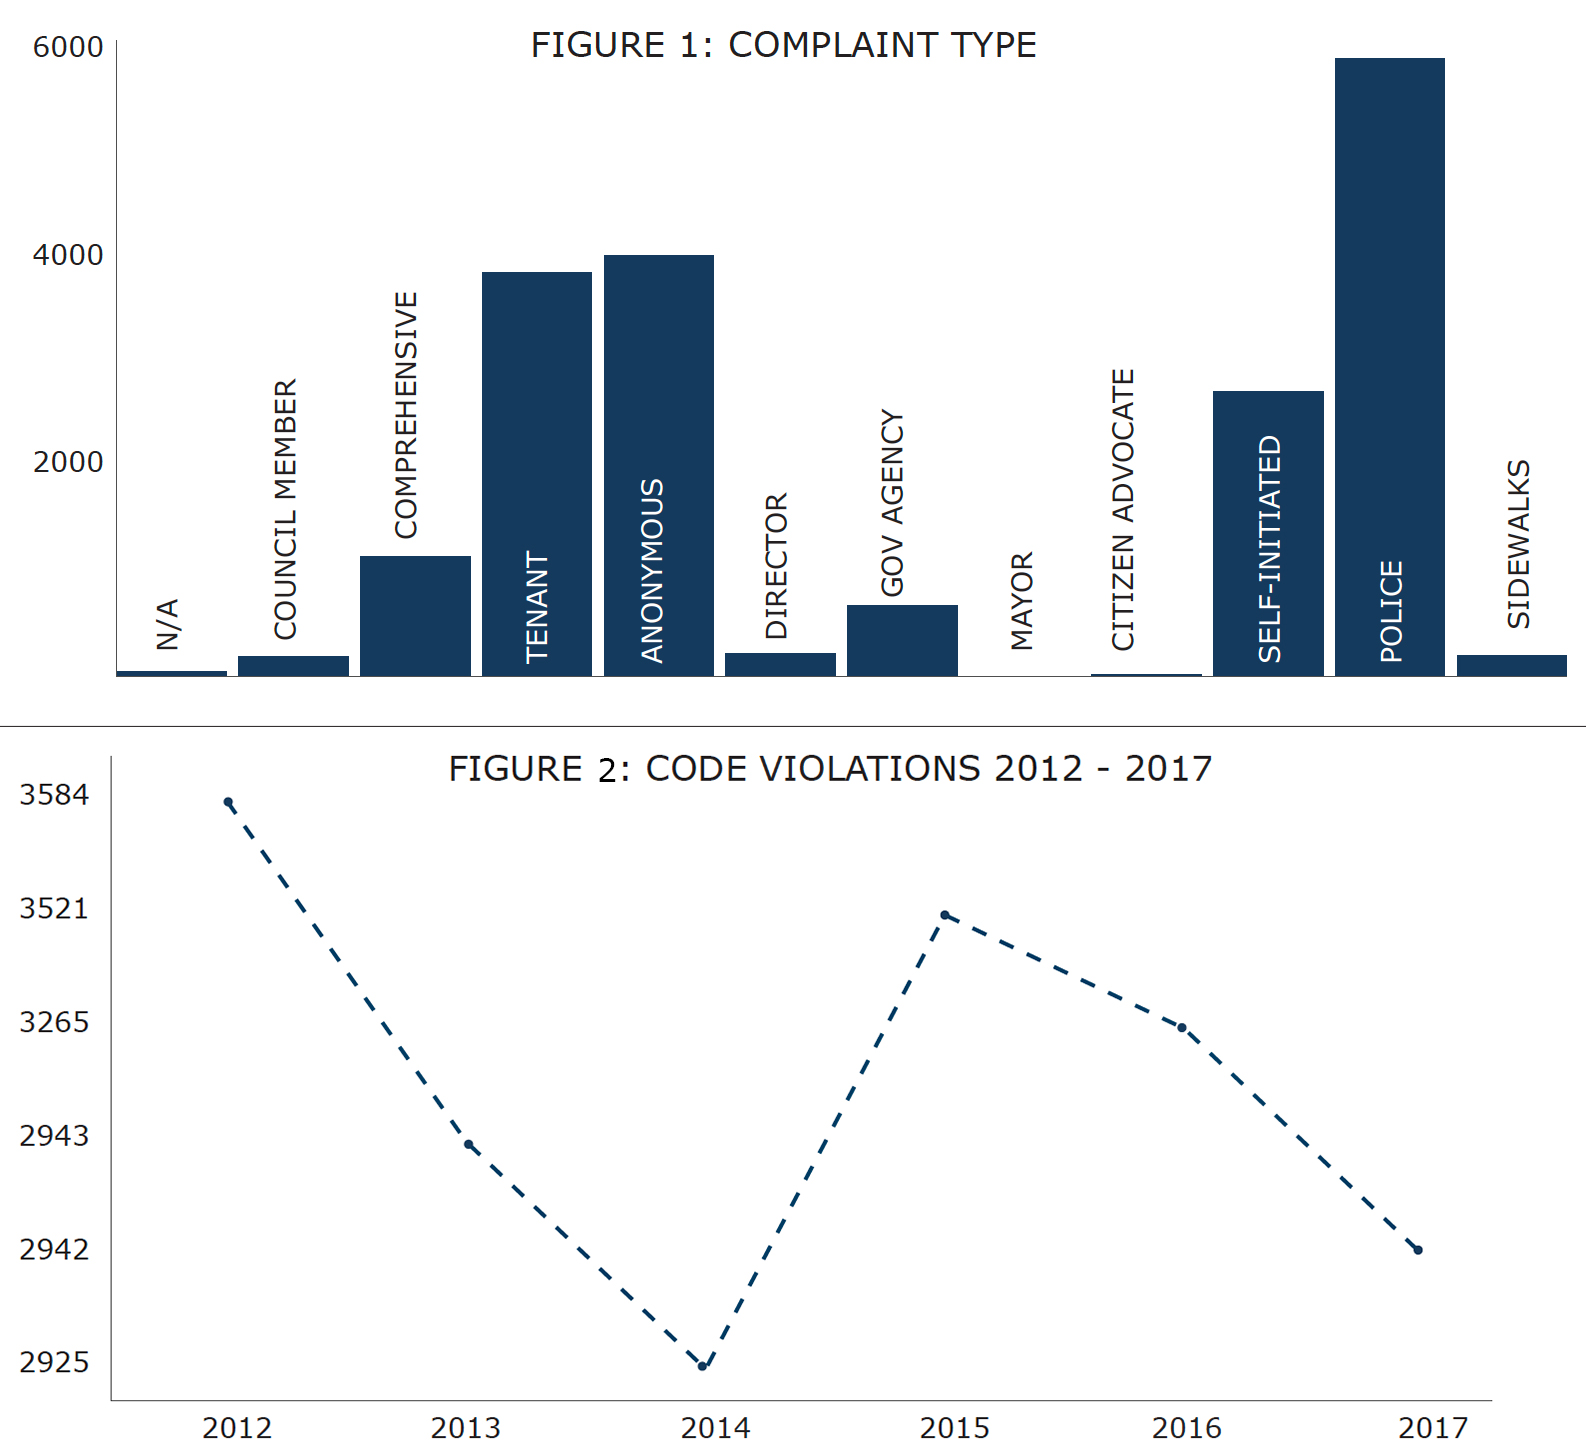 FIGURE 1: COMPLAINT TYPE
6000
4000
2000
N/A
COUNCIL MEMBER
COMPREHENSIVE
TENANT
ANONYMOUS
DIRECTOR
GOV AGENCY
MAYOR
CITIZEN ADVOCATE
SELF-INITIATED
POLICE
SIDEWALKS
FIGURE 2: CODE VIOLATIONS 2012 - 2017
3584
3521
3265
2943
2942
2925
2012
2013
2014
2015
2016
2017